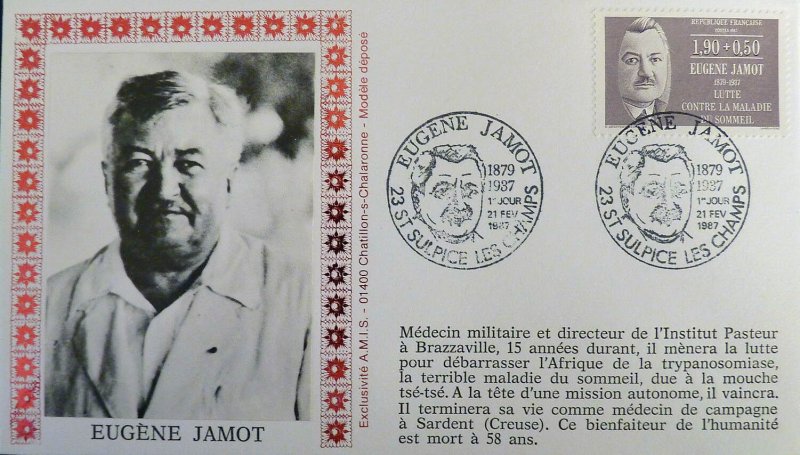 EUGÈNE JAMOT
Exclusivité A.M.I.S. - 01400 Chatillon-s-Chalaronne - Modèle déposé
EUGÈNE JAMOT
1879
1987
1ᵉʳ JOUR
21 FEV
1987
23 ST SULPICE LES CHAMPS
RÉPUBLIQUE FRANÇAISE
POSTES 1987
1,90+0,50
EUGÈNE JAMOT
1879-1937
LUTTE
CONTRE LA MALADIE
DU SOMMEIL
EUGÈNE JAMOT
1879
1987
1ᵉʳ JOUR
21 FEV
1987
23 ST SULPICE LES CHAMPS
Médecin militaire et directeur de l'Institut Pasteur
à Brazzaville, 15 années durant, il mènera la lutte
pour débarrasser l'Afrique de la trypanosomiase,
la terrible maladie du sommeil, due à la mouche
tsé-tsé. A la tête d'une mission autonome, il vaincra.
Il terminera sa vie comme médecin de campagne
à Sardent (Creuse). Ce bienfaiteur de l'humanité
est mort à 58 ans.